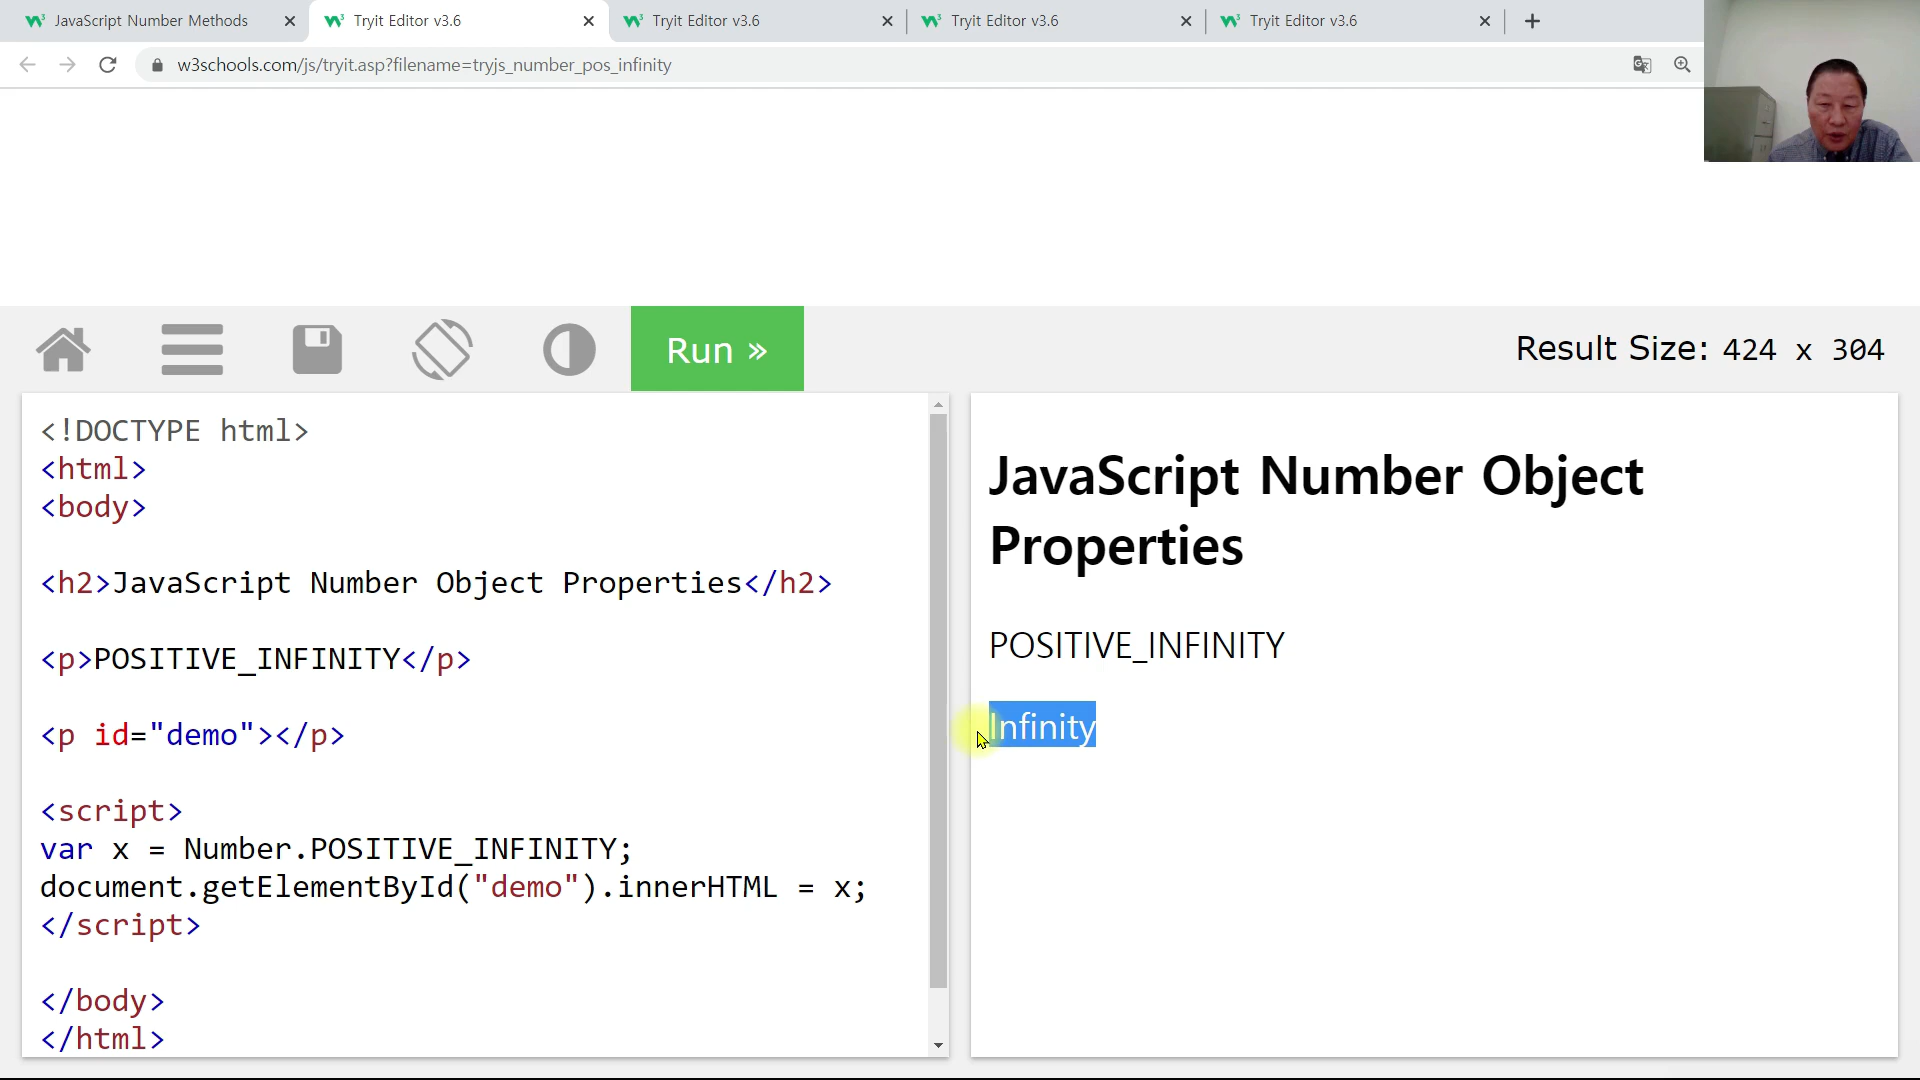 JavaScript Number Methods
Tryit Editor v3.6
Tryit Editor v3.6
Tryit Editor v3.6
Tryit Editor v3.6
w3schools.com/js/tryit.asp?filename=tryjs_number_pos_infinity
Run »
Result Size: 424 x 304
<!DOCTYPE html>
<html>
<body>
<h2>JavaScript Number Object Properties</h2>
<p>POSITIVE_INFINITY</p>
<p id="demo"></p>
<script>
var x = Number.POSITIVE_INFINITY;
document.getElementById("demo").innerHTML = x;
</script>
</body>
</html>
JavaScript Number Object
Properties
POSITIVE_INFINITY
Infinity